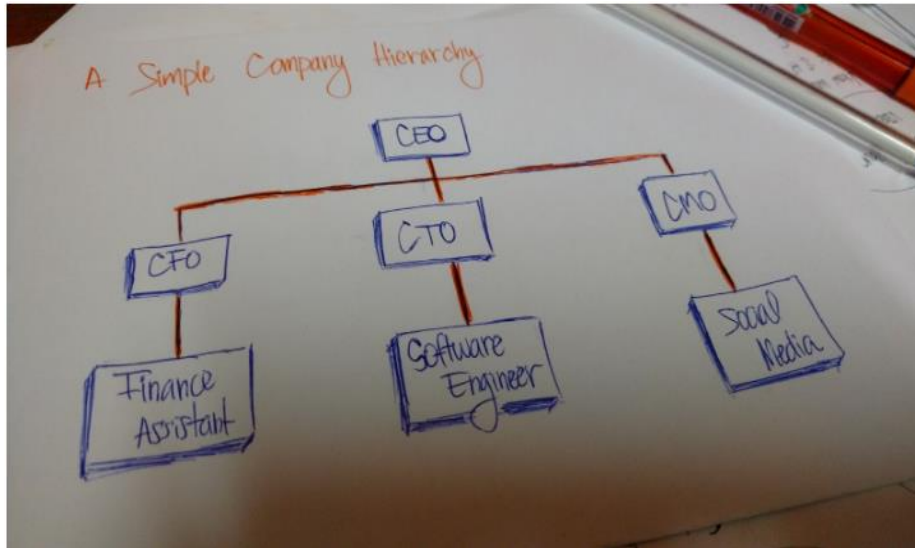 A Simple Company Hierarchy
CEO
CFO
CTO
CMO
Finance
Assistant
Software
Engineer
Social
Media